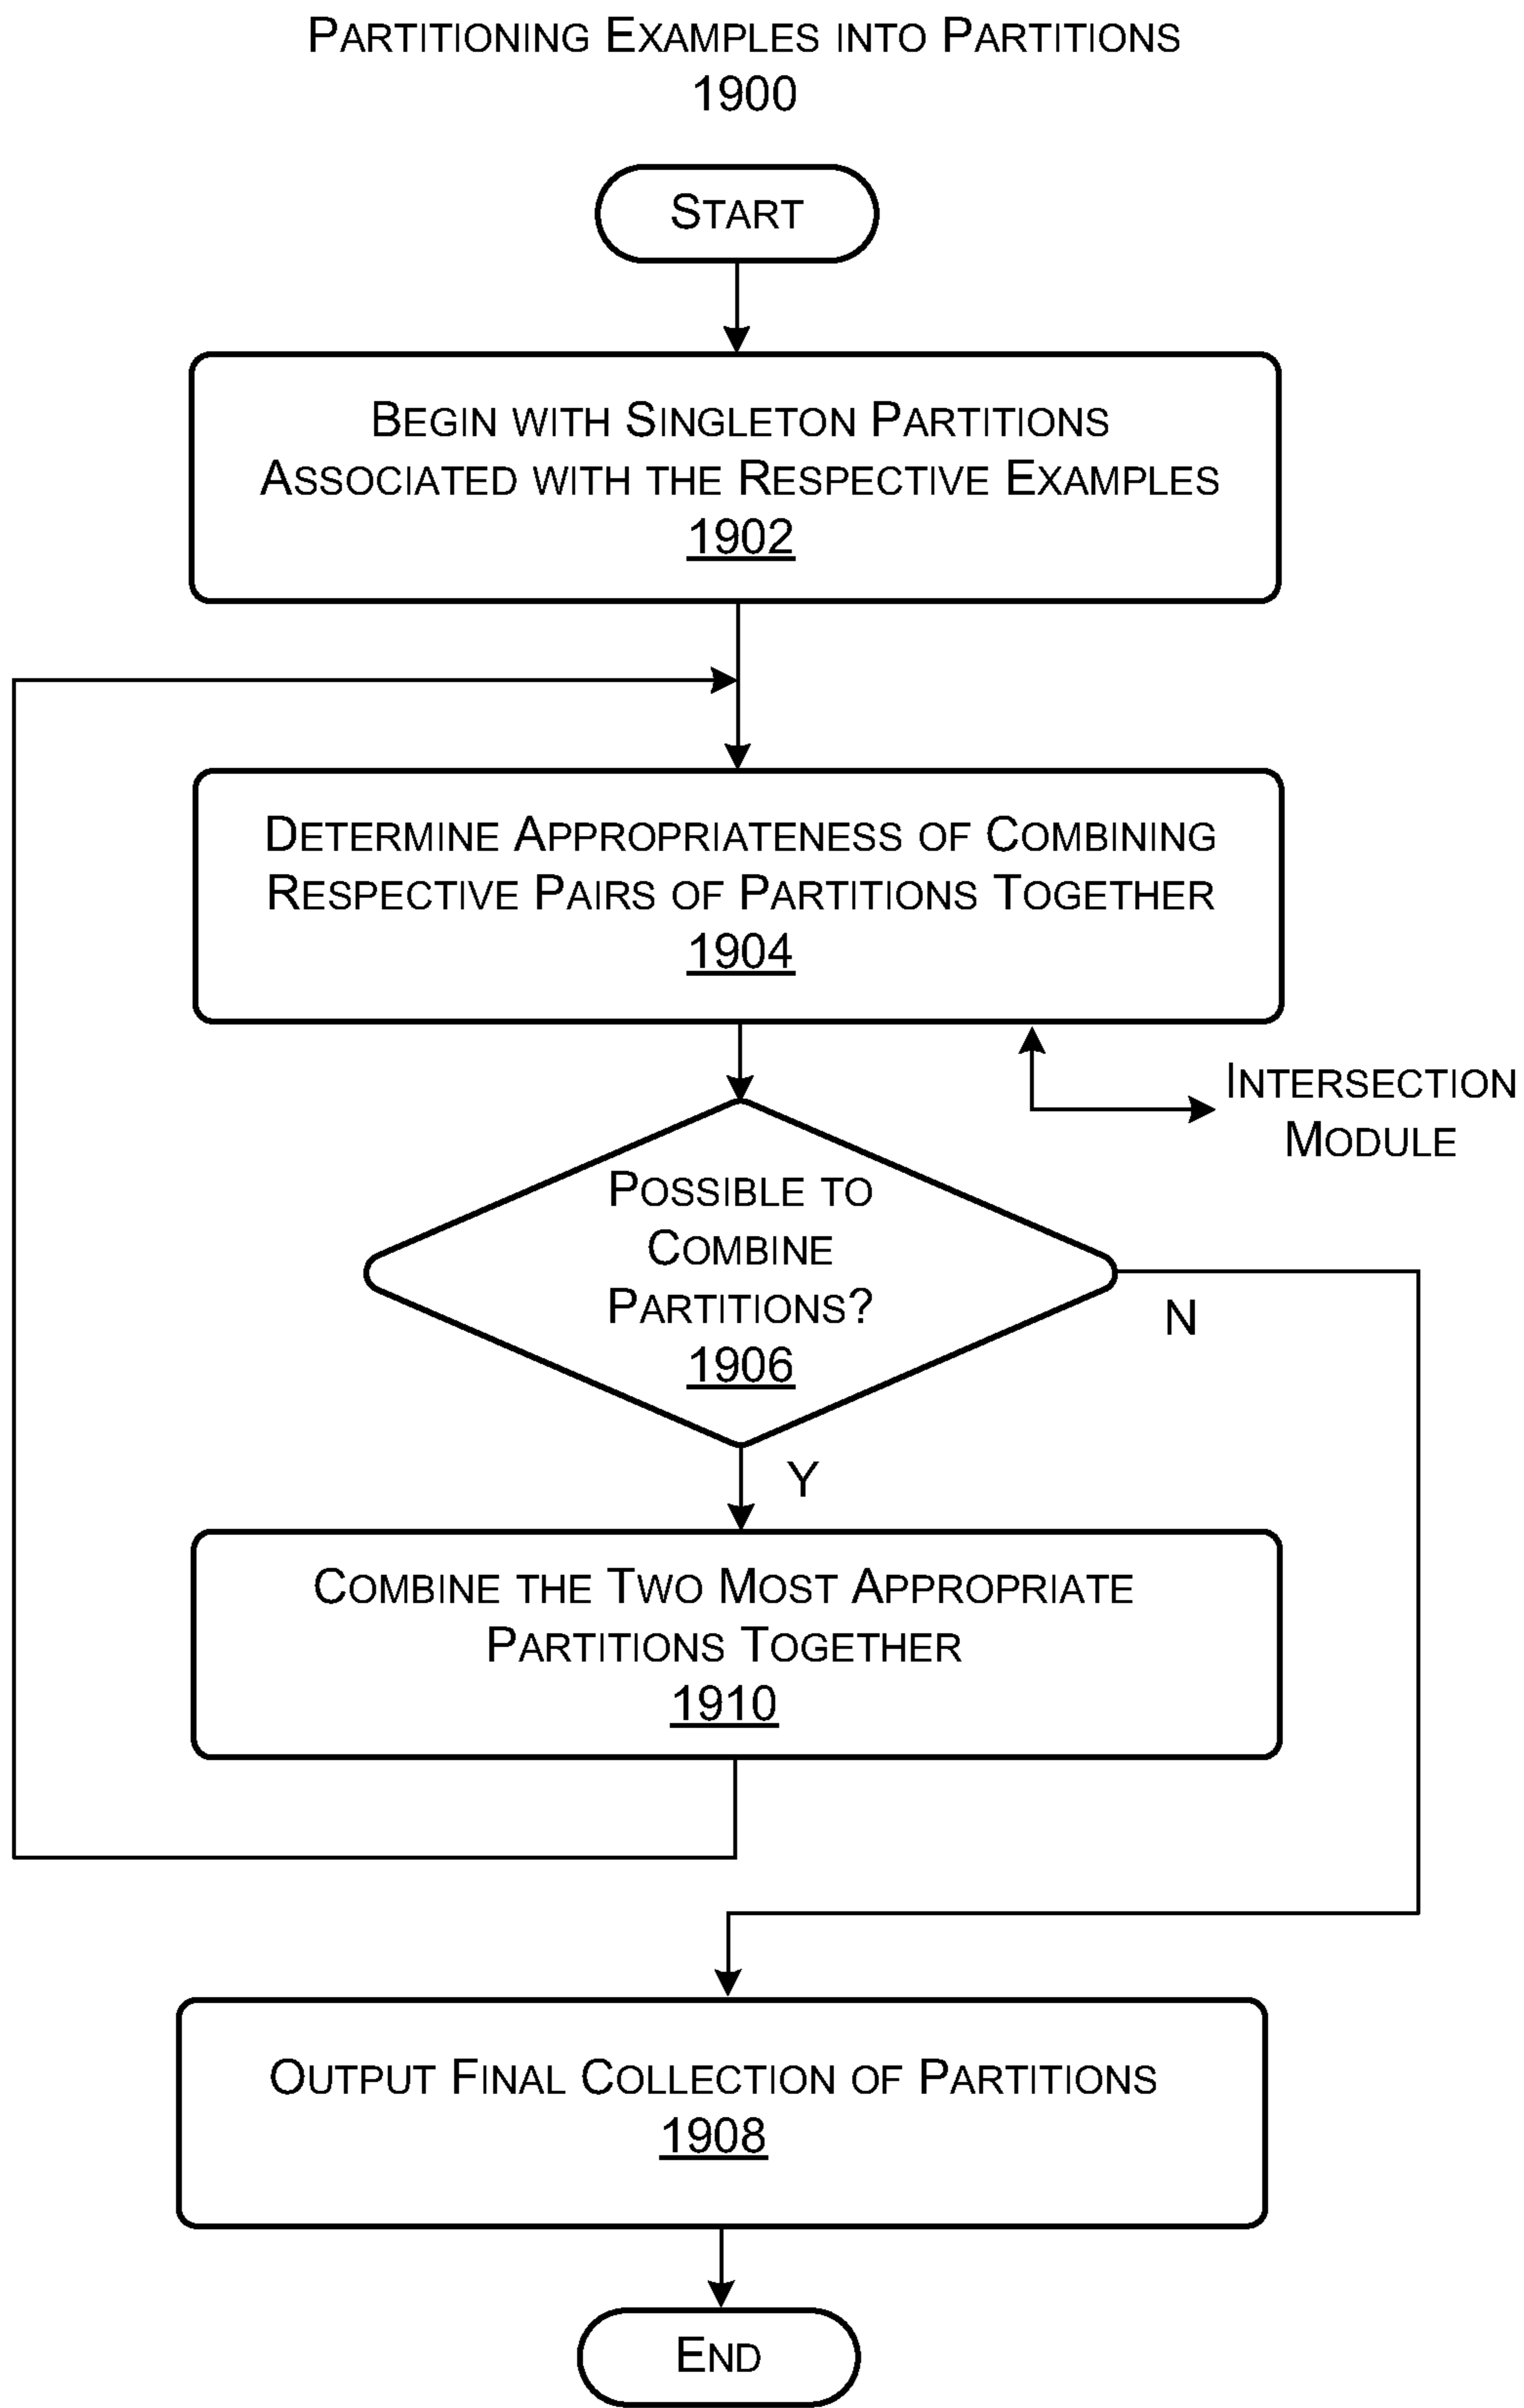 PARTITIONING EXAMPLES INTO PARTITIONS
1900
START
BEGIN WITH SINGLETON PARTITIONS
ASSOCIATED WITH THE RESPECTIVE EXAMPLES
1902
DETERMINE APPROPRIATENESS OF COMBINING
RESPECTIVE PAIRS OF PARTITIONS TOGETHER
1904
INTERSECTION
MODULE
POSSIBLE TO
COMBINE
PARTITIONS?
1906
N
Y
COMBINE THE TWO MOST APPROPRIATE
PARTITIONS TOGETHER
1910
OUTPUT FINAL COLLECTION OF PARTITIONS
1908
END